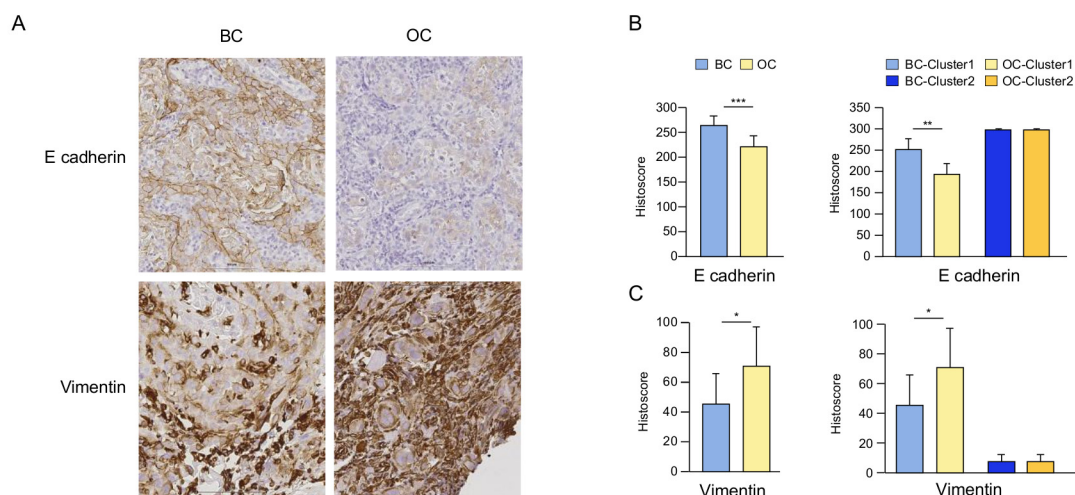 A
BC
OC
E cadherin
Vimentin
B
BC
OC
300
250
200
150
100
50
0
Histoscore
***
E cadherin
BC-Cluster1
OC-Cluster1
BC-Cluster2
OC-Cluster2
350
300
250
200
150
100
50
0
Histoscore
**
E cadherin
C
100
80
60
40
20
0
Histoscore
*
Vimentin
100
80
60
40
20
0
Histoscore
*
Vimentin